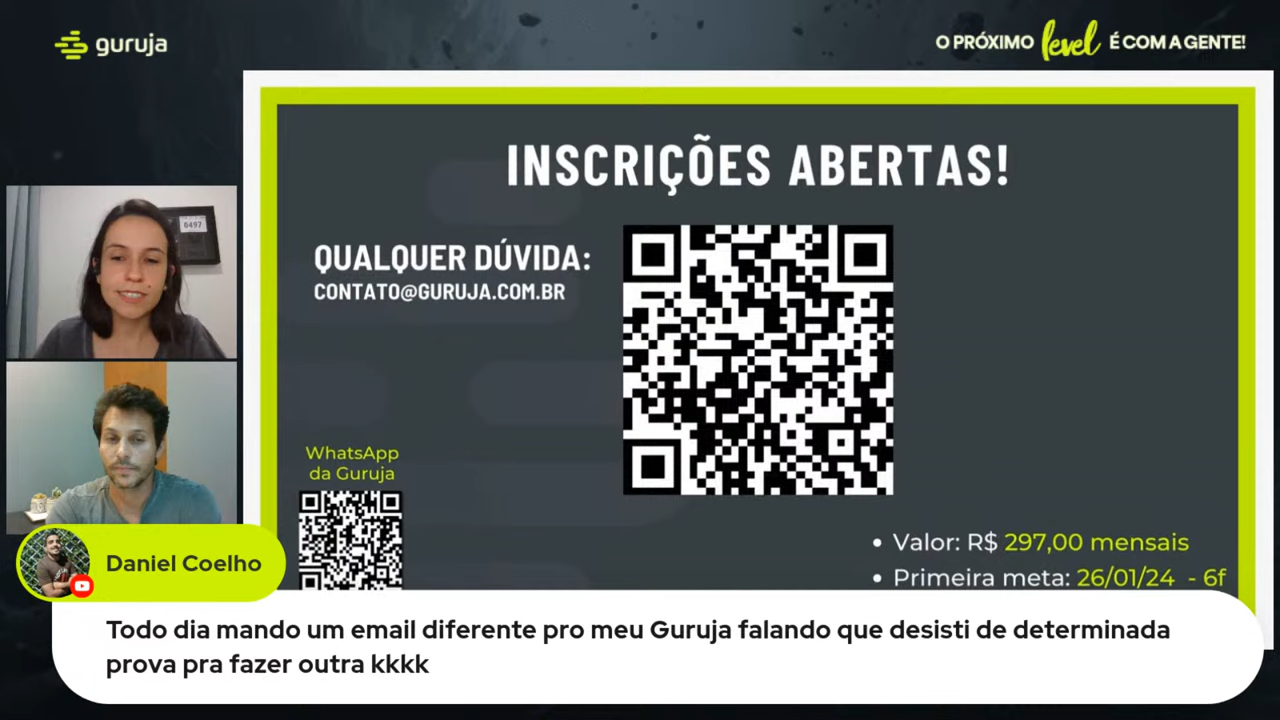 guruja
O PRÓXIMO level É COM A GENTE!
INSCRIÇÕES ABERTAS!
QUALQUER DÚVIDA:
CONTATO@GURUJA.COM.BR
0497
WhatsApp
da Guruja
• Valor: R$ 297,00 mensais
• Primeira meta: 26/01/24 - 6f
Daniel Coelho
Todo dia mando um email diferente pro meu Guruja falando que desisti de determinada
prova pra fazer outra kkkk